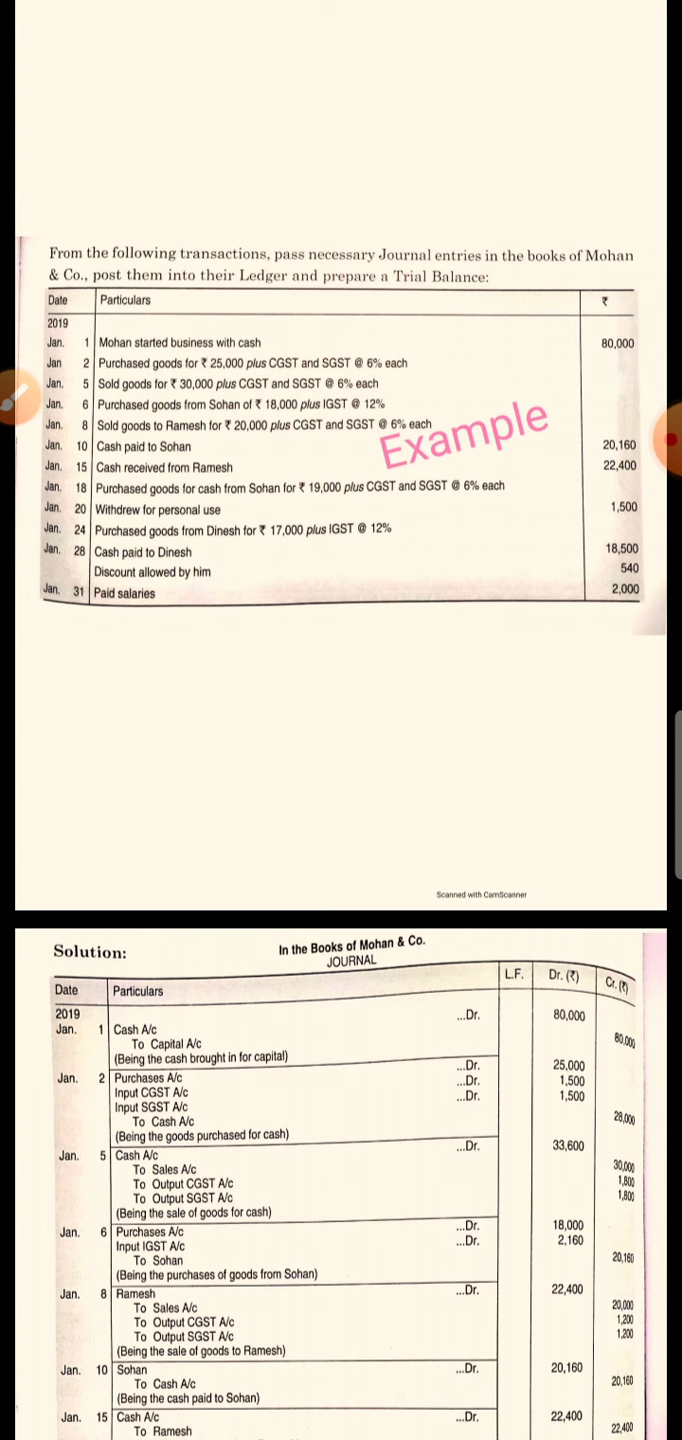 From the following transactions, pass necessary Journal entries in the books of Mohan
& Co., post them into their Ledger and prepare a Trial Balance:
Date Particulars ₹
2019
Jan. 1 Mohan started business with cash 80,000
Jan 2 Purchased goods for ₹ 25,000 plus CGST and SGST @ 6% each
Jan. 5 Sold goods for ₹ 30,000 plus CGST and SGST @ 6% each
Jan. 6 Purchased goods from Sohan of ₹ 18,000 plus IGST @ 12%
Jan. 8 Sold goods to Ramesh for ₹ 20,000 plus CGST and SGST @ 6% each
Example
Jan. 10 Cash paid to Sohan 20,160
Jan. 15 Cash received from Ramesh 22,400
Jan. 18 Purchased goods for cash from Sohan for ₹ 19,000 plus CGST and SGST @ 6% each
Jan. 20 Withdrew for personal use 1,500
Jan. 24 Purchased goods from Dinesh for ₹ 17,000 plus IGST @ 12%
Jan. 28 Cash paid to Dinesh 18,500
Discount allowed by him 540
Jan. 31 Paid salaries 2,000
Scanned with CamScanner
Solution: In the Books of Mohan & Co.
JOURNAL
Date Particulars L.F. Dr. (₹) Cr. (₹)
2019
Jan. 1 Cash A/c ...Dr. 80,000
To Capital A/c 80,000
(Being the cash brought in for capital)
Jan. 2 Purchases A/c ...Dr. 25,000
Input CGST A/c ...Dr. 1,500
Input SGST A/c ...Dr. 1,500
To Cash A/c 28,000
(Being the goods purchased for cash)
Jan. 5 Cash A/c ...Dr. 33,600
To Sales A/c 30,000
To Output CGST A/c 1,800
To Output SGST A/c 1,800
(Being the sale of goods for cash)
Jan. 6 Purchases A/c ...Dr. 18,000
Input IGST A/c ...Dr. 2,160
To Sohan 20,160
(Being the purchases of goods from Sohan)
Jan. 8 Ramesh ...Dr. 22,400
To Sales A/c 20,000
To Output CGST A/c 1,200
To Output SGST A/c 1,200
(Being the sale of goods to Ramesh)
Jan. 10 Sohan ...Dr. 20,160
To Cash A/c 20,160
(Being the cash paid to Sohan)
Jan. 15 Cash A/c ...Dr. 22,400
To Ramesh 22,400